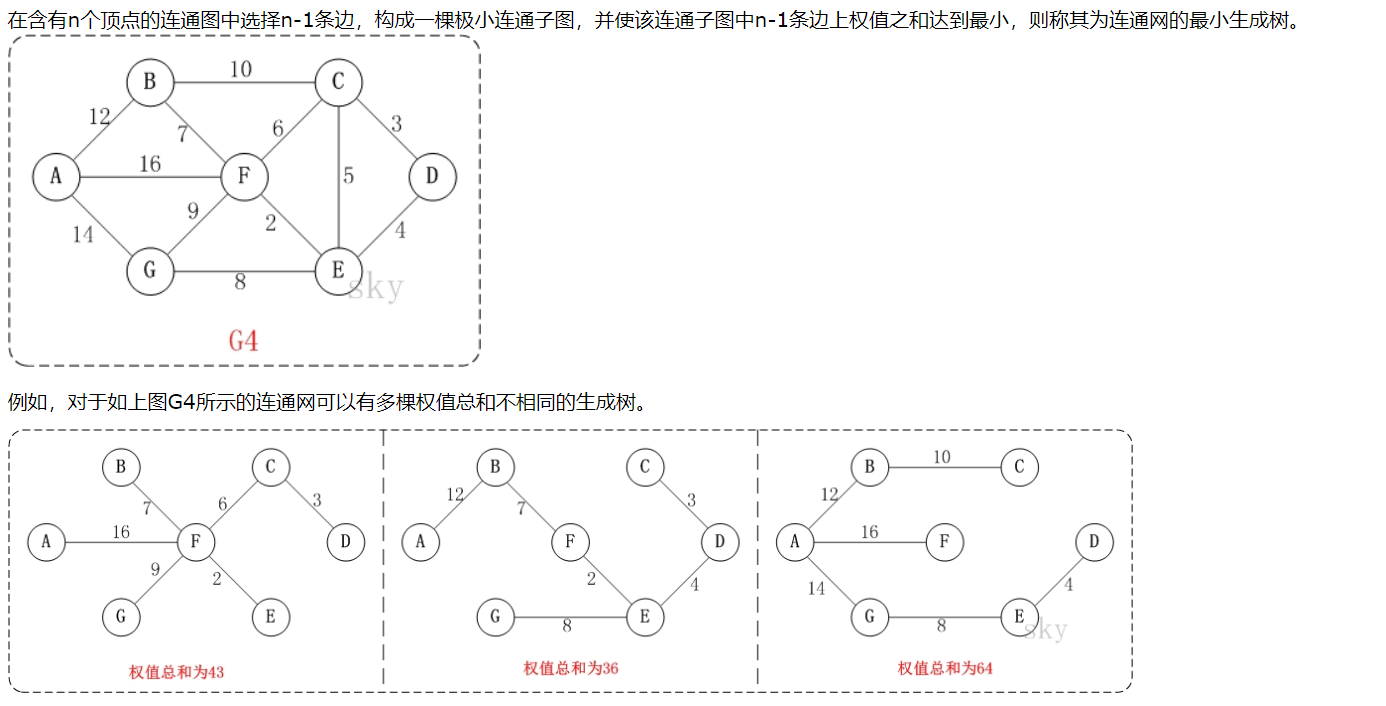 在含有n个顶点的连通图中选择n-1条边，构成一棵极小连通子图，并使该连通子图中n-1条边上权值之和达到最小，则称其为连通网的最小生成树。
B 10 C
12 7 6 3
A 16 F 5 D
14 9 2 4
G 8 E
sky
G4
例如，对于如上图G4所示的连通网可以有多棵权值总和不相同的生成树。
B C
7 6 3
A 16 F D
9 2
G E
权值总和为43
B C
12 7 3
A F D
2 4
G 8 E
权值总和为36
B 10 C
12
A 16 F D
14 4
G 8 E
sky
权值总和为64